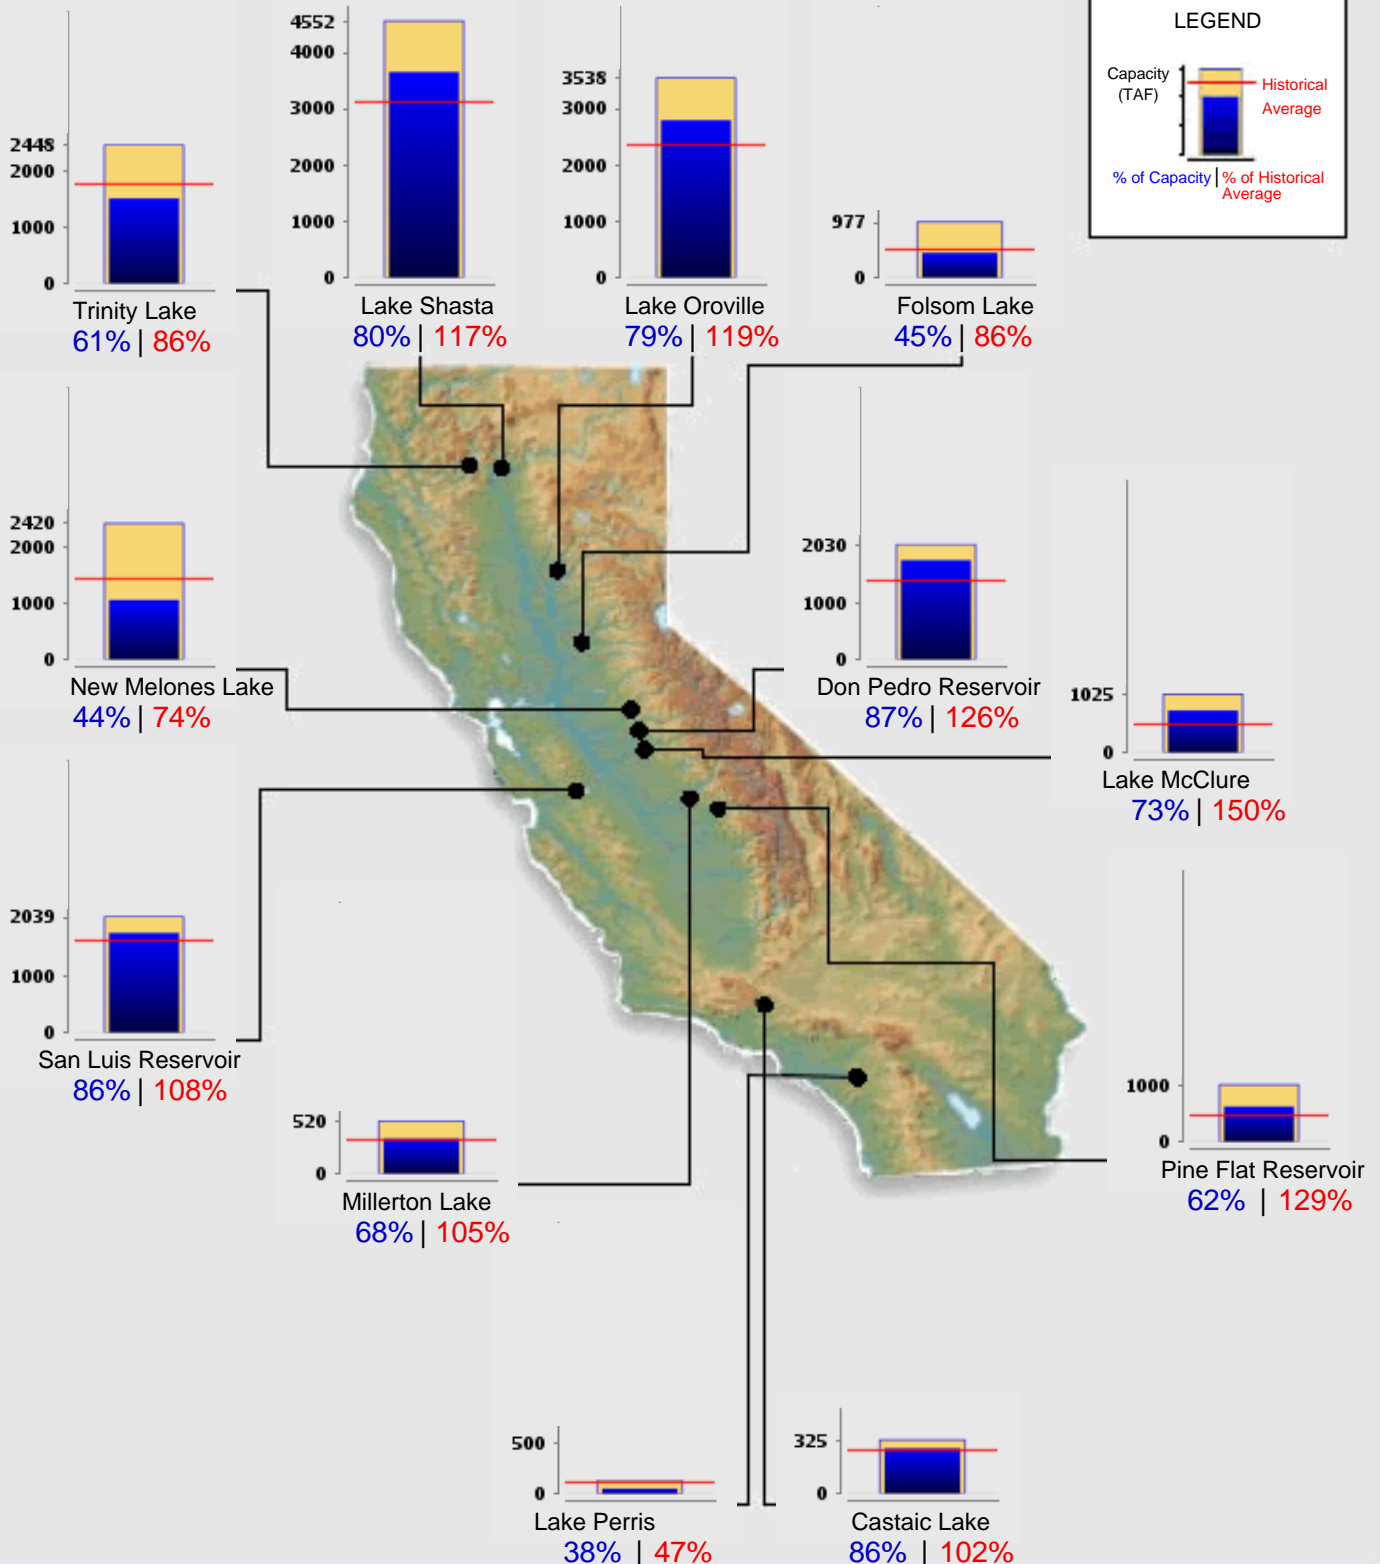 LEGEND
Capacity
(TAF)
Historical
Average
% of Capacity | % of Historical
Average
2448
2000
1000
0
Trinity Lake
61% | 86%
4552
4000
3000
2000
1000
0
Lake Shasta
80% | 117%
3538
3000
2000
1000
0
Lake Oroville
79% | 119%
977
0
Folsom Lake
45% | 86%
2420
2000
1000
0
New Melones Lake
44% | 74%
2030
1000
0
Don Pedro Reservoir
87% | 126%
1025
0
Lake McClure
73% | 150%
2039
1000
0
San Luis Reservoir
86% | 108%
520
0
Millerton Lake
68% | 105%
1000
0
Pine Flat Reservoir
62% | 129%
500
0
Lake Perris
38% | 47%
325
0
Castaic Lake
86% | 102%